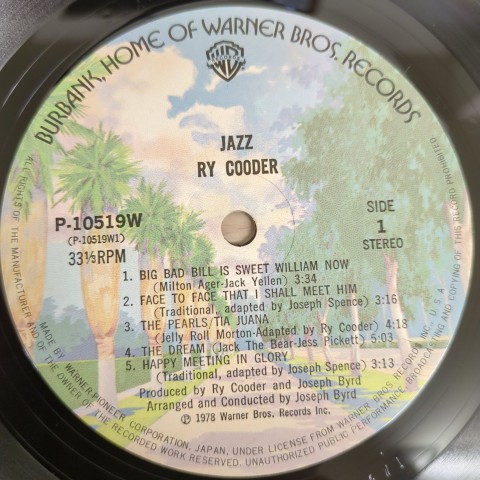 BURBANK, HOME OF WARNER BROS. RECORDS
JAZZ
RY COODER
P-10519W
(P-10519W1)
33⅓RPM
SIDE
1
STEREO
1. BIG BAD BILL IS SWEET WILLIAM NOW
(Milton Ager-Jack Yellen) 3:34
2. FACE TO FACE THAT I SHALL MEET HIM
(Traditional, adapted by Joseph Spence) 3:16
3. THE PEARLS/TIA JUANA
(Jelly Roll Morton-Adapted by Ry Cooder) 4:18
4. THE DREAM (Jack The Bear-Jess Pickett) 5:03
5. HAPPY MEETING IN GLORY
(Traditional, adapted by Joseph Spence) 3:13
Produced by Ry Cooder and Joseph Byrd
Arranged and Conducted by Joseph Byrd
℗ © 1978 Warner Bros. Records Inc.
MADE BY WARNER-PIONEER CORPORATION, JAPAN, UNDER LICENSE FROM WARNER BROS. RECORDS INC., U.S.A.
ALL RIGHTS OF THE MANUFACTURER AND OF THE OWNER OF THE RECORDED WORK RESERVED. UNAUTHORIZED PUBLIC PERFORMANCE, BROADCASTING AND COPYING OF THIS RECORD PROHIBITED.